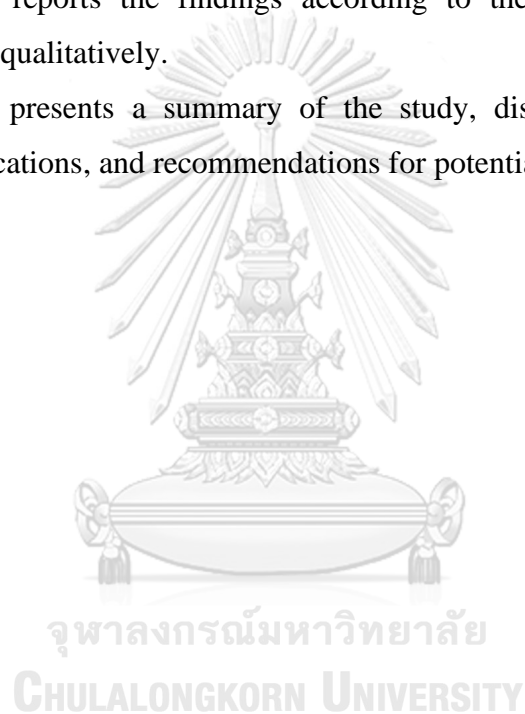 reports the findings according to the
qualitatively.
presents a summary of the study, dis
cations, and recommendations for potentia
จุฬาลงกรณ์มหาวิทยาลัย
CHULALONGKORN UNIVERSITY